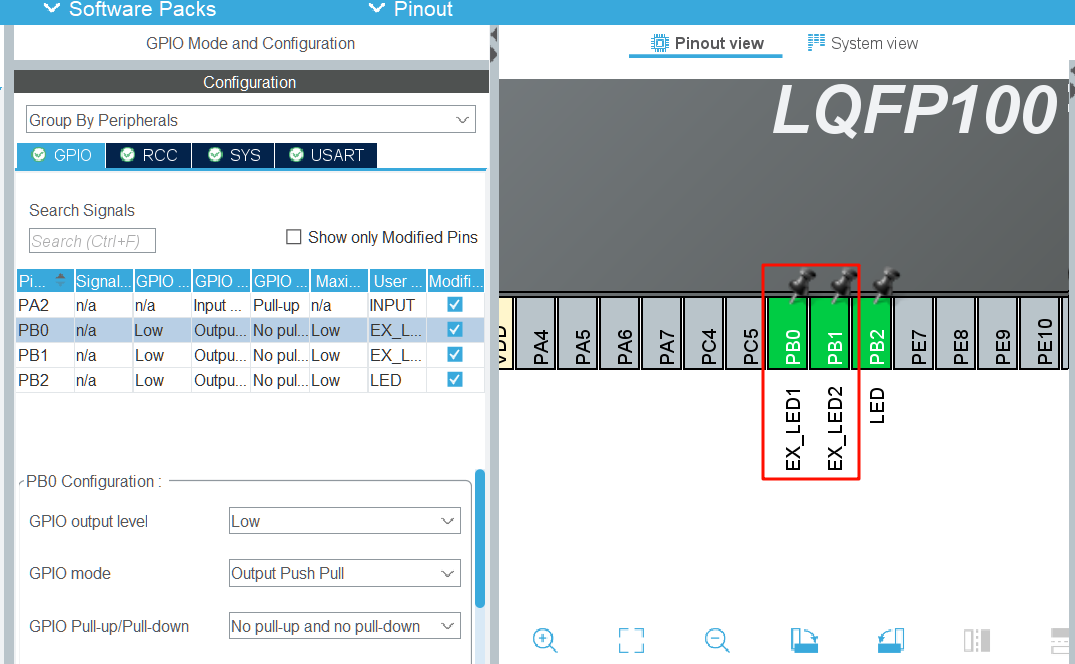 Software Packs
Pinout
GPIO Mode and Configuration
Configuration
Group By Peripherals
GPIO
RCC
SYS
USART
Search Signals
Search (Ctrl+F)
Show only Modified Pins
Pi... Signal... GPIO ... GPIO ... GPIO ... Maxi... User ... Modifi...
PA2 n/a n/a Input ... Pull-up n/a INPUT
PB0 n/a Low Outpu... No pul... Low EX_L...
PB1 n/a Low Outpu... No pul... Low EX_L...
PB2 n/a Low Outpu... No pul... Low LED
PB0 Configuration :
GPIO output level Low
GPIO mode Output Push Pull
GPIO Pull-up/Pull-down No pull-up and no pull-down
Pinout view
System view
LQFP100
VDD
PA4
PA5
PA6
PA7
PC4
PC5
PB0
PB1
PB2
PE7
PE8
PE9
PE10
EX_LED1
EX_LED2
LED